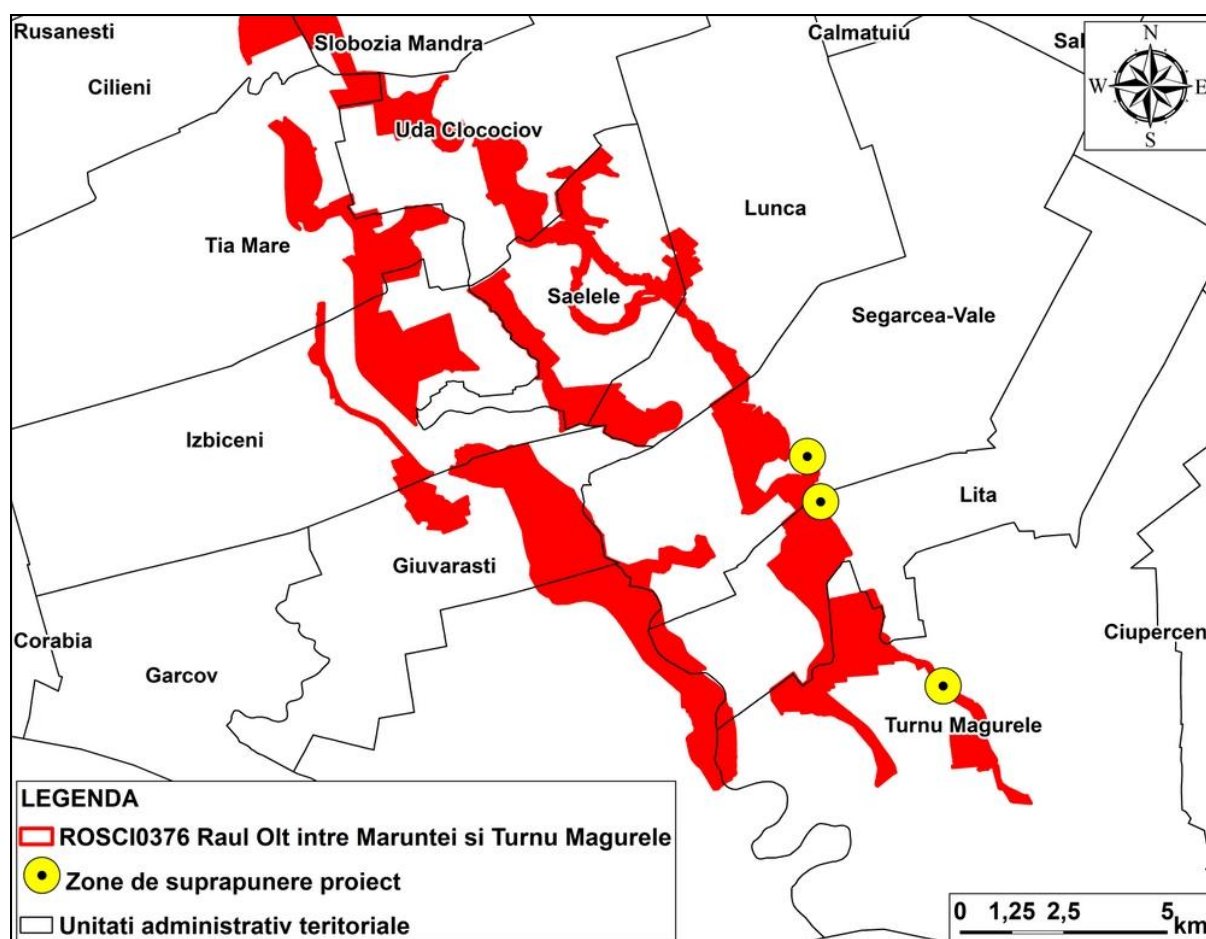 Rusanesti
Slobozia Mandra
Calmatuiu
Sal
N
Cilieni
W
E
S
Uda Clocociov
Lunca
Tia Mare
Saelele
Segarcea-Vale
Izbiceni
Lita
Giuvarasti
Corabia
Ciupercen
Garcov
Turnu Magurele
LEGENDA
ROSCI0376 Raul Olt intre Maruntei si Turnu Magurele
Zone de suprapunere proiect
Unitati administrativ teritoriale
0 1,25 2,5 5
km